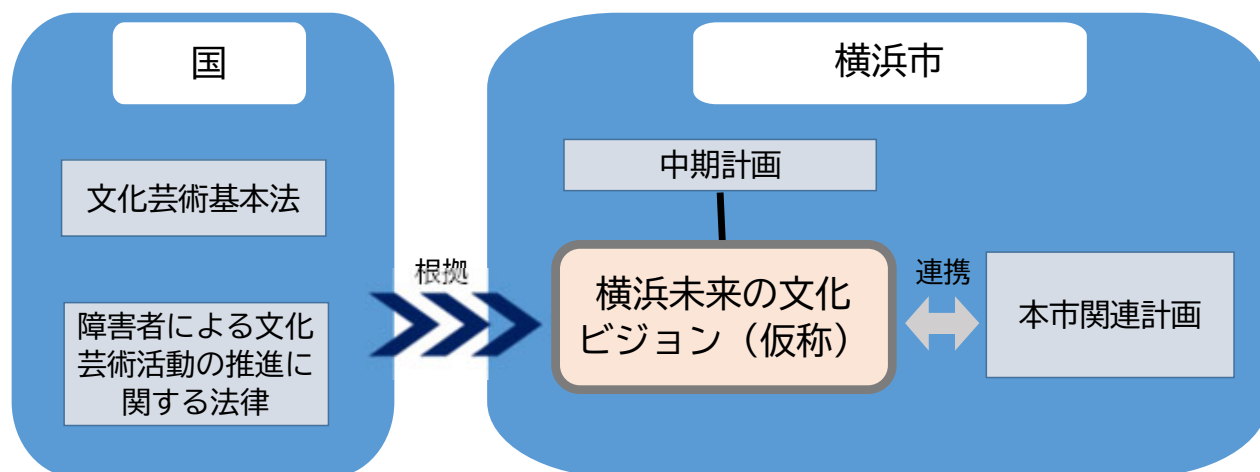 国
文化芸術基本法
障害者による文化
芸術活動の推進に
関する法律
根拠
横浜市
中期計画
横浜未来の文化
ビジョン（仮称）
連携
本市関連計画